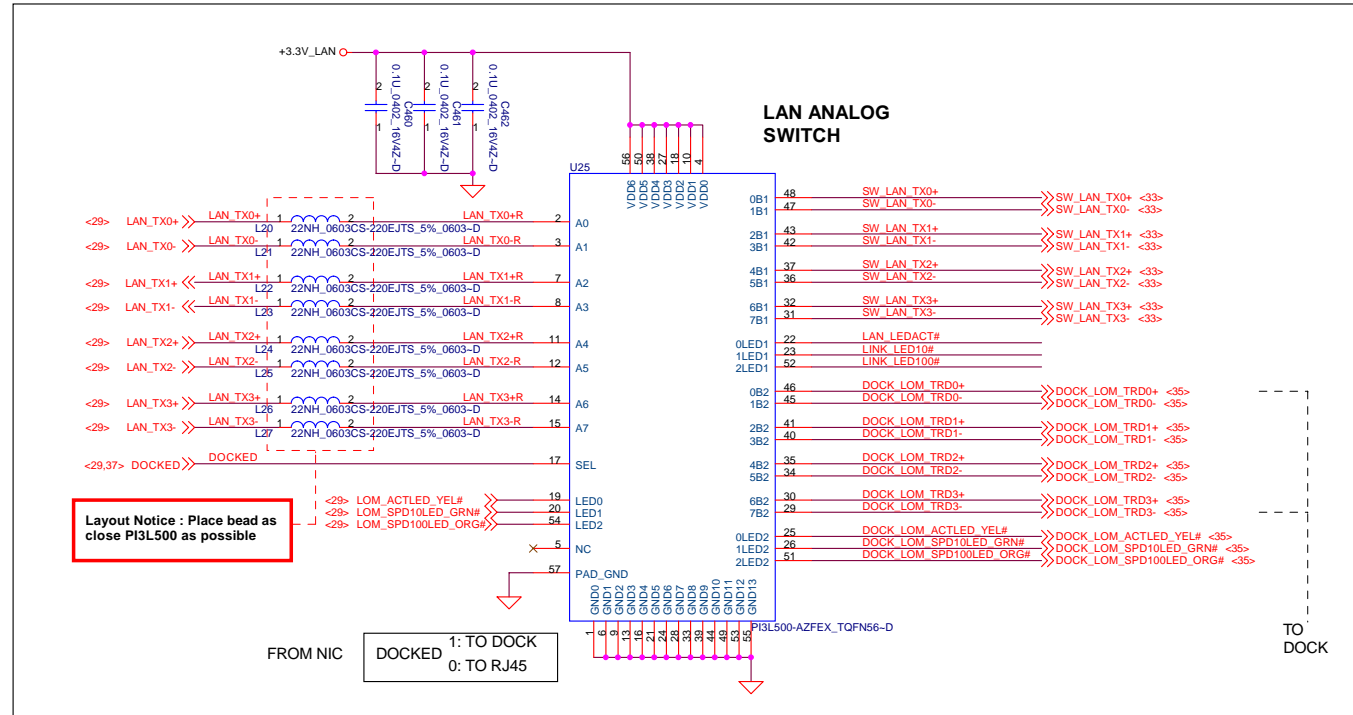 +3.3V_LAN
2 2 2
0.1U_0402_16V4Z~D
C460
0.1U_0402_16V4Z~D
C461
0.1U_0402_16V4Z~D
C462
1 1 1
LAN ANALOG
SWITCH
U25
56 50 38 27 18 10 4
VDD6 VDD5 VDD4 VDD3 VDD2 VDD1 VDD0
<29> LAN_TX0+ LAN_TX0+ 1 2 LAN_TX0+R 2 A0
L20 22NH_0603CS-220EJTS_5%_0603~D
<29> LAN_TX0- LAN_TX0- 1 2 LAN_TX0-R 3 A1
L21 22NH_0603CS-220EJTS_5%_0603~D
<29> LAN_TX1+ LAN_TX1+ 1 2 LAN_TX1+R 7 A2
L22 22NH_0603CS-220EJTS_5%_0603~D
<29> LAN_TX1- LAN_TX1- 1 2 LAN_TX1-R 8 A3
L23 22NH_0603CS-220EJTS_5%_0603~D
<29> LAN_TX2+ LAN_TX2+ 1 2 LAN_TX2+R 11 A4
L24 22NH_0603CS-220EJTS_5%_0603~D
<29> LAN_TX2- LAN_TX2- 1 2 LAN_TX2-R 12 A5
L25 22NH_0603CS-220EJTS_5%_0603~D
<29> LAN_TX3+ LAN_TX3+ 1 2 LAN_TX3+R 14 A6
L26 22NH_0603CS-220EJTS_5%_0603~D
<29> LAN_TX3- LAN_TX3- 1 2 LAN_TX3-R 15 A7
L27 22NH_0603CS-220EJTS_5%_0603~D
<29,37> DOCKED DOCKED 17 SEL
<29> LOM_ACTLED_YEL# 19 LED0
<29> LOM_SPD10LED_GRN# 20 LED1
<29> LOM_SPD100LED_ORG# 54 LED2
5 NC
57 PAD_GND
Layout Notice : Place bead as
close PI3L500 as possible
0B1 48 SW_LAN_TX0+ SW_LAN_TX0+ <33>
1B1 47 SW_LAN_TX0- SW_LAN_TX0- <33>
2B1 43 SW_LAN_TX1+ SW_LAN_TX1+ <33>
3B1 42 SW_LAN_TX1- SW_LAN_TX1- <33>
4B1 37 SW_LAN_TX2+ SW_LAN_TX2+ <33>
5B1 36 SW_LAN_TX2- SW_LAN_TX2- <33>
6B1 32 SW_LAN_TX3+ SW_LAN_TX3+ <33>
7B1 31 SW_LAN_TX3- SW_LAN_TX3- <33>
0LED1 22 LAN_LEDACT#
1LED1 23 LINK_LED10#
2LED1 52 LINK_LED100#
0B2 46 DOCK_LOM_TRD0+ DOCK_LOM_TRD0+ <35>
1B2 45 DOCK_LOM_TRD0- DOCK_LOM_TRD0- <35>
2B2 41 DOCK_LOM_TRD1+ DOCK_LOM_TRD1+ <35>
3B2 40 DOCK_LOM_TRD1- DOCK_LOM_TRD1- <35>
4B2 35 DOCK_LOM_TRD2+ DOCK_LOM_TRD2+ <35>
5B2 34 DOCK_LOM_TRD2- DOCK_LOM_TRD2- <35>
6B2 30 DOCK_LOM_TRD3+ DOCK_LOM_TRD3+ <35>
7B2 29 DOCK_LOM_TRD3- DOCK_LOM_TRD3- <35>
0LED2 25 DOCK_LOM_ACTLED_YEL# DOCK_LOM_ACTLED_YEL# <35>
1LED2 26 DOCK_LOM_SPD10LED_GRN# DOCK_LOM_SPD10LED_GRN# <35>
2LED2 51 DOCK_LOM_SPD100LED_ORG# DOCK_LOM_SPD100LED_ORG# <35>
GND0 GND1 GND2 GND3 GND4 GND5 GND6 GND7 GND8 GND9 GND10 GND11 GND12 GND13
1 6 9 13 16 21 24 28 33 39 44 49 53 55
PI3L500-AZFEX_TQFN56~D
TO
DOCK
FROM NIC
DOCKED
1: TO DOCK
0: TO RJ45